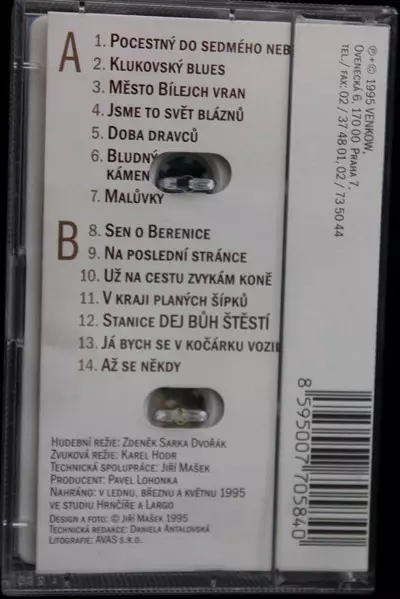 A
1. Pocestný do sedmého neb
2. Klukovský blues
3. Město Bílejch vran
4. Jsme to svět bláznů
5. Doba dravců
6. Bludný
kámen
7. Malůvky
B
8. Sen o Berenice
9. Na poslední stránce
10. Už na cestu zvykám koně
11. V kraji planých šípků
12. Stanice DEJ BŮH ŠTĚSTÍ
13. Já bych se v kočárku vozil
14. Až se někdy
Hudební režie: Zdeněk Sarka Dvořák
Zvuková režie: Karel Hodr
Technická spolupráce: Jiří Mašek
Producent: Pavel Lohonka
Nahráno: v lednu, březnu a květnu 1995
ve studiu Hrnčíře a Largo
Design a foto: © Jiří Mašek 1995
Technická redakce: Daniela Antalovská
Litografie: AVAS s.r.o.
℗ + © 1995 VENKOW,
Ovenecká 6, 170 00 Praha 7,
tel./ fax: 02 / 37 48 01, 02 / 73 50 44
8 595007 705840